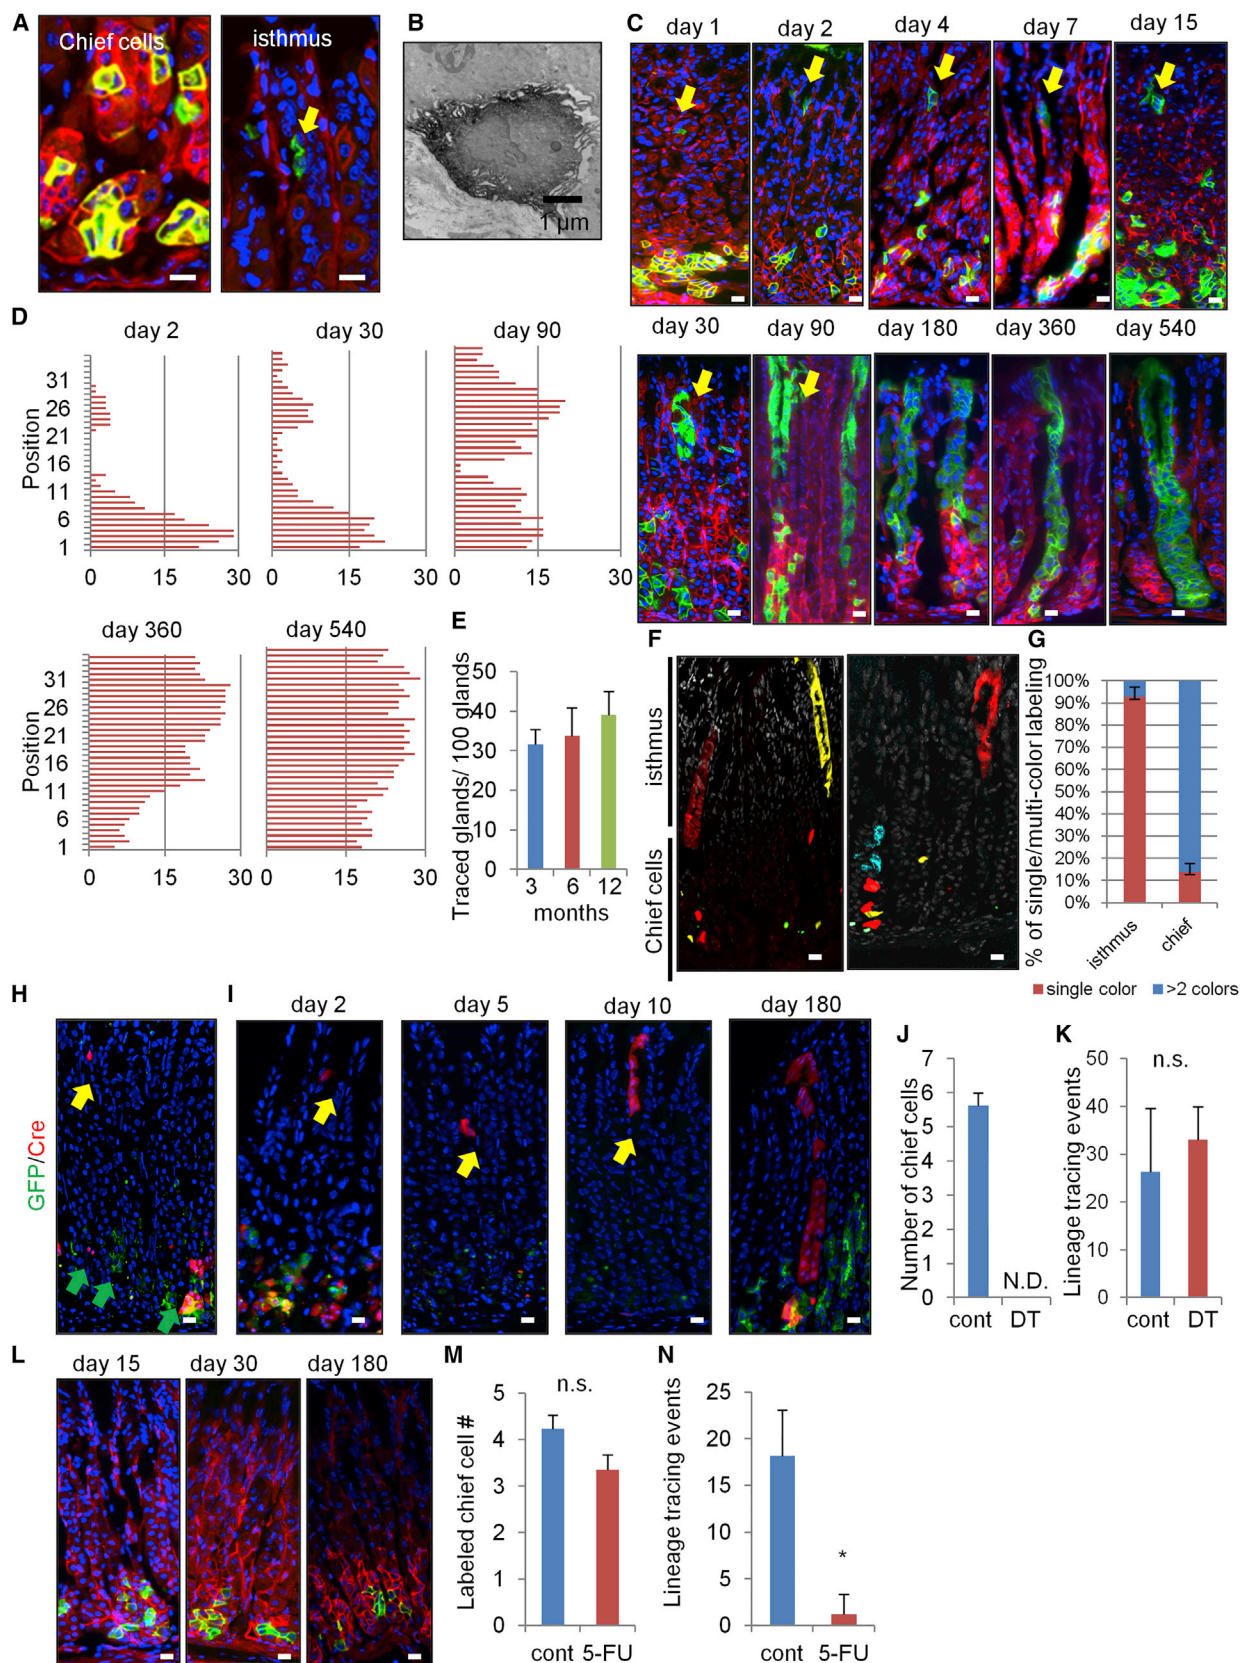 A
Chief cells
isthmus
B
1 µm
C
day 1
day 2
day 4
day 7
day 15
day 30
day 90
day 180
day 360
day 540
D
day 2
day 30
day 90
Position
31
26
21
16
11
6
1
0 15 30
0 15 30
0 15 30
day 360
day 540
Position
31
26
21
16
11
6
1
0 15 30
0 15 30
E
Traced glands/ 100 glands
50
40
30
20
10
0
3 6 12
months
F
isthmus
Chief cells
G
% of single/multi-color labeling
100%
90%
80%
70%
60%
50%
40%
30%
20%
10%
0%
isthmus
chief
single color >2 colors
H
GFP/Cre
I
day 2
day 5
day 10
day 180
J
Number of chief cells
7
6
5
4
3
2
1
0
N.D.
cont DT
K
Lineage tracing events
50
40
30
20
10
0
n.s.
cont DT
L
day 15
day 30
day 180
M
Labeled chief cell #
5
4
3
2
1
0
n.s.
cont 5-FU
N
Lineage tracing events
25
20
15
10
5
0
*
cont 5-FU